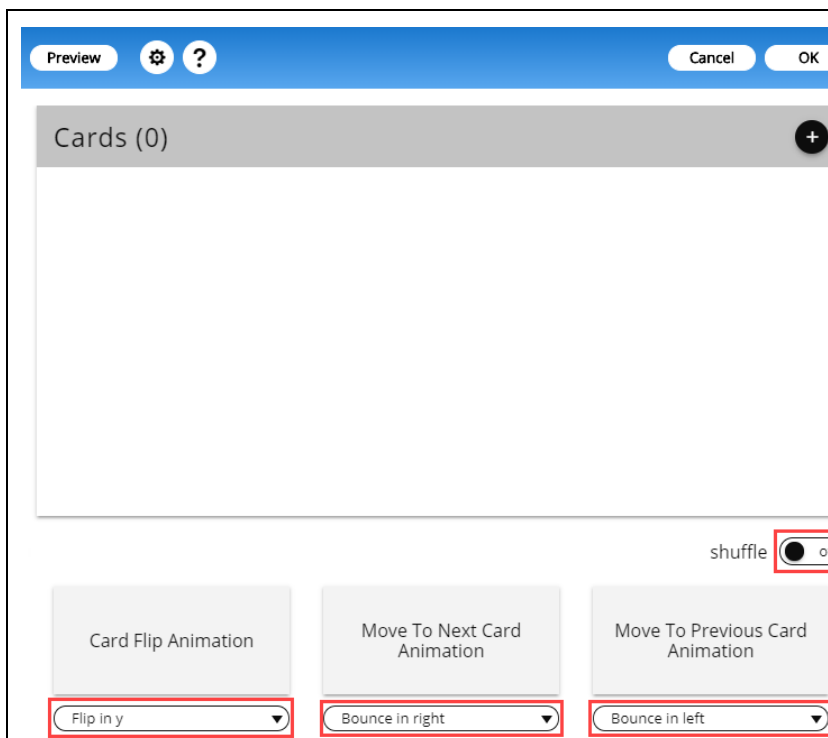 Preview ? Cancel OK
Cards (0)
+
shuffle
Card Flip Animation
Move To Next Card
Animation
Move To Previous Card
Animation
Flip in y
Bounce in right
Bounce in left